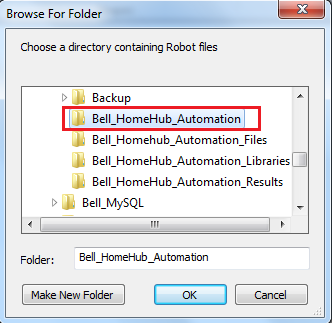 Browse For Folder
Choose a directory containing Robot files
Backup
Bell_HomeHub_Automation
Bell_Homehub_Automation_Files
Bell_HomeHub_Automation_Libraries
Bell_HomeHub_Automation_Results
Bell_MySQL
Folder: Bell_HomeHub_Automation
Make New Folder OK Cancel